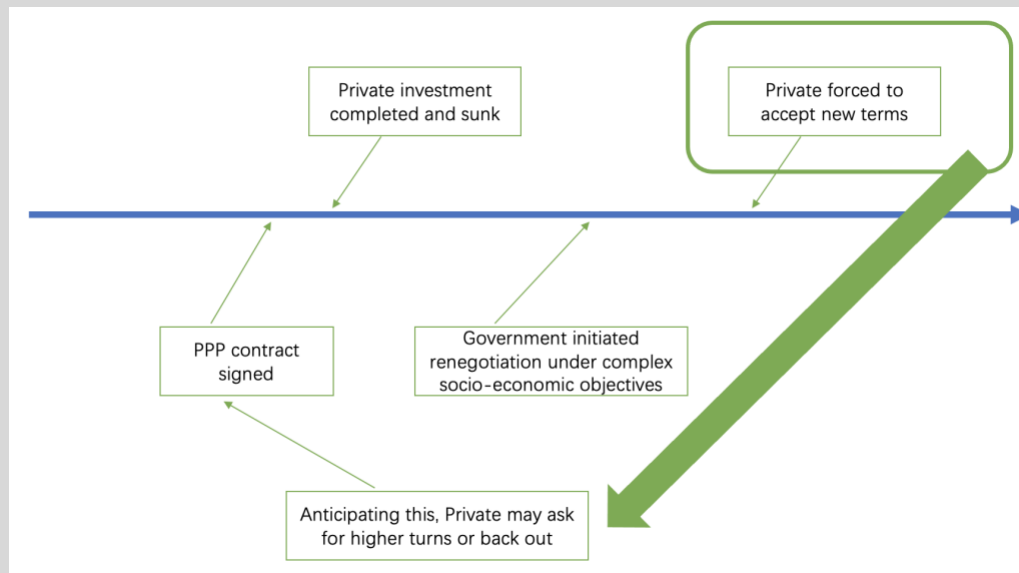 Private investment
completed and sunk
Private forced to
accept new terms
PPP contract
signed
Government initiated
renegotiation under complex
socio-economic objectives
Anticipating this, Private may ask
for higher turns or back out